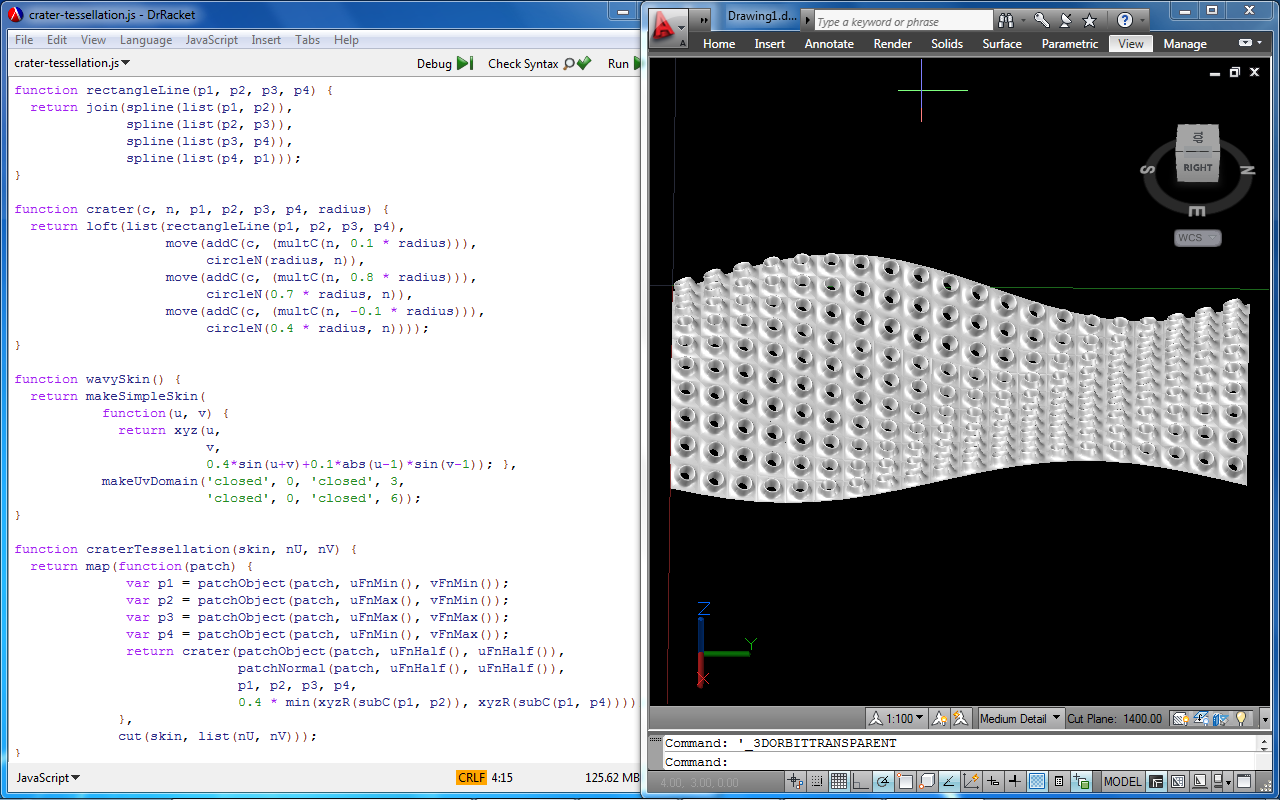 crater-tessellation.js - DrRacket
File Edit View Language JavaScript Insert Tabs Help
crater-tessellation.js
Debug Check Syntax Run
function rectangleLine(p1, p2, p3, p4) {
  return join(spline(list(p1, p2)),
              spline(list(p2, p3)),
              spline(list(p3, p4)),
              spline(list(p4, p1)));
}
function crater(c, n, p1, p2, p3, p4, radius) {
  return loft(list(rectangleLine(p1, p2, p3, p4),
                   move(addC(c, (multC(n, 0.1 * radius))),
                        circleN(radius, n)),
                   move(addC(c, (multC(n, 0.8 * radius))),
                        circleN(0.7 * radius, n)),
                   move(addC(c, (multC(n, -0.1 * radius))),
                        circleN(0.4 * radius, n))));
}
function wavySkin() {
  return makeSimpleSkin(
           function(u, v) {
             return xyz(u,
                        v,
                        0.4*sin(u+v)+0.1*abs(u-1)*sin(v-1)); },
           makeUvDomain('closed', 0, 'closed', 3,
                        'closed', 0, 'closed', 6));
}
function craterTessellation(skin, nU, nV) {
  return map(function(patch) {
              var p1 = patchObject(patch, uFnMin(), vFnMin());
              var p2 = patchObject(patch, uFnMax(), vFnMin());
              var p3 = patchObject(patch, uFnMax(), vFnMax());
              var p4 = patchObject(patch, uFnMin(), vFnMax());
              return crater(patchObject(patch, uFnHalf(), uFnHalf()),
                            patchNormal(patch, uFnHalf(), uFnHalf()),
                            p1, p2, p3, p4,
                            0.4 * min(xyzR(subC(p1, p2)), xyzR(subC(p1, p4))))
             },
             cut(skin, list(nU, nV)));
}
JavaScript CRLF 4:15 125.62 MB
Drawing1.d... Type a keyword or phrase
Home Insert Annotate Render Solids Surface Parametric View Manage
TOP
S RIGHT N
E
WCS
Z
Y
X
1:100 Medium Detail Cut Plane: 1400.00
Command: '_3DORBITTRANSPARENT
Command:
4.00, 3.00, 0.00 MODEL